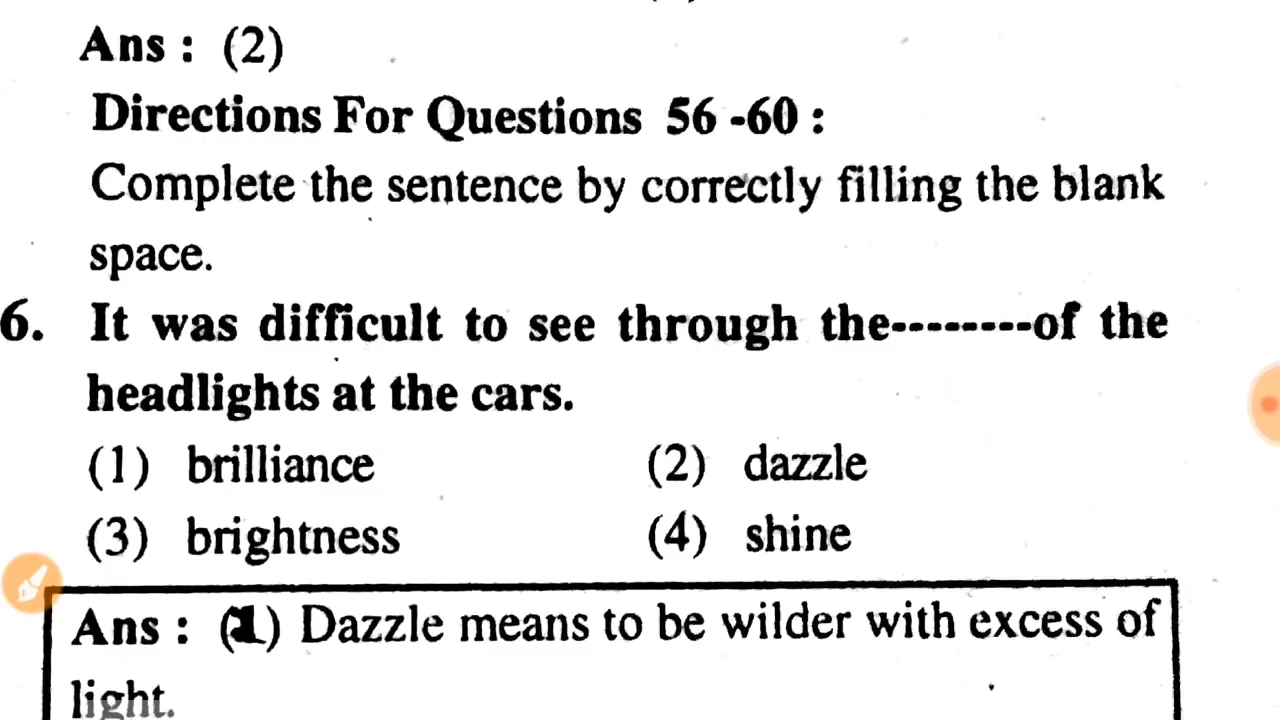 Ans : (2)
Directions For Questions 56 -60 :
Complete the sentence by correctly filling the blank
space.
6. It was difficult to see through the--------of the
headlights at the cars.
(1) brilliance (2) dazzle
(3) brightness (4) shine
Ans : (1) Dazzle means to be wilder with excess of
light.